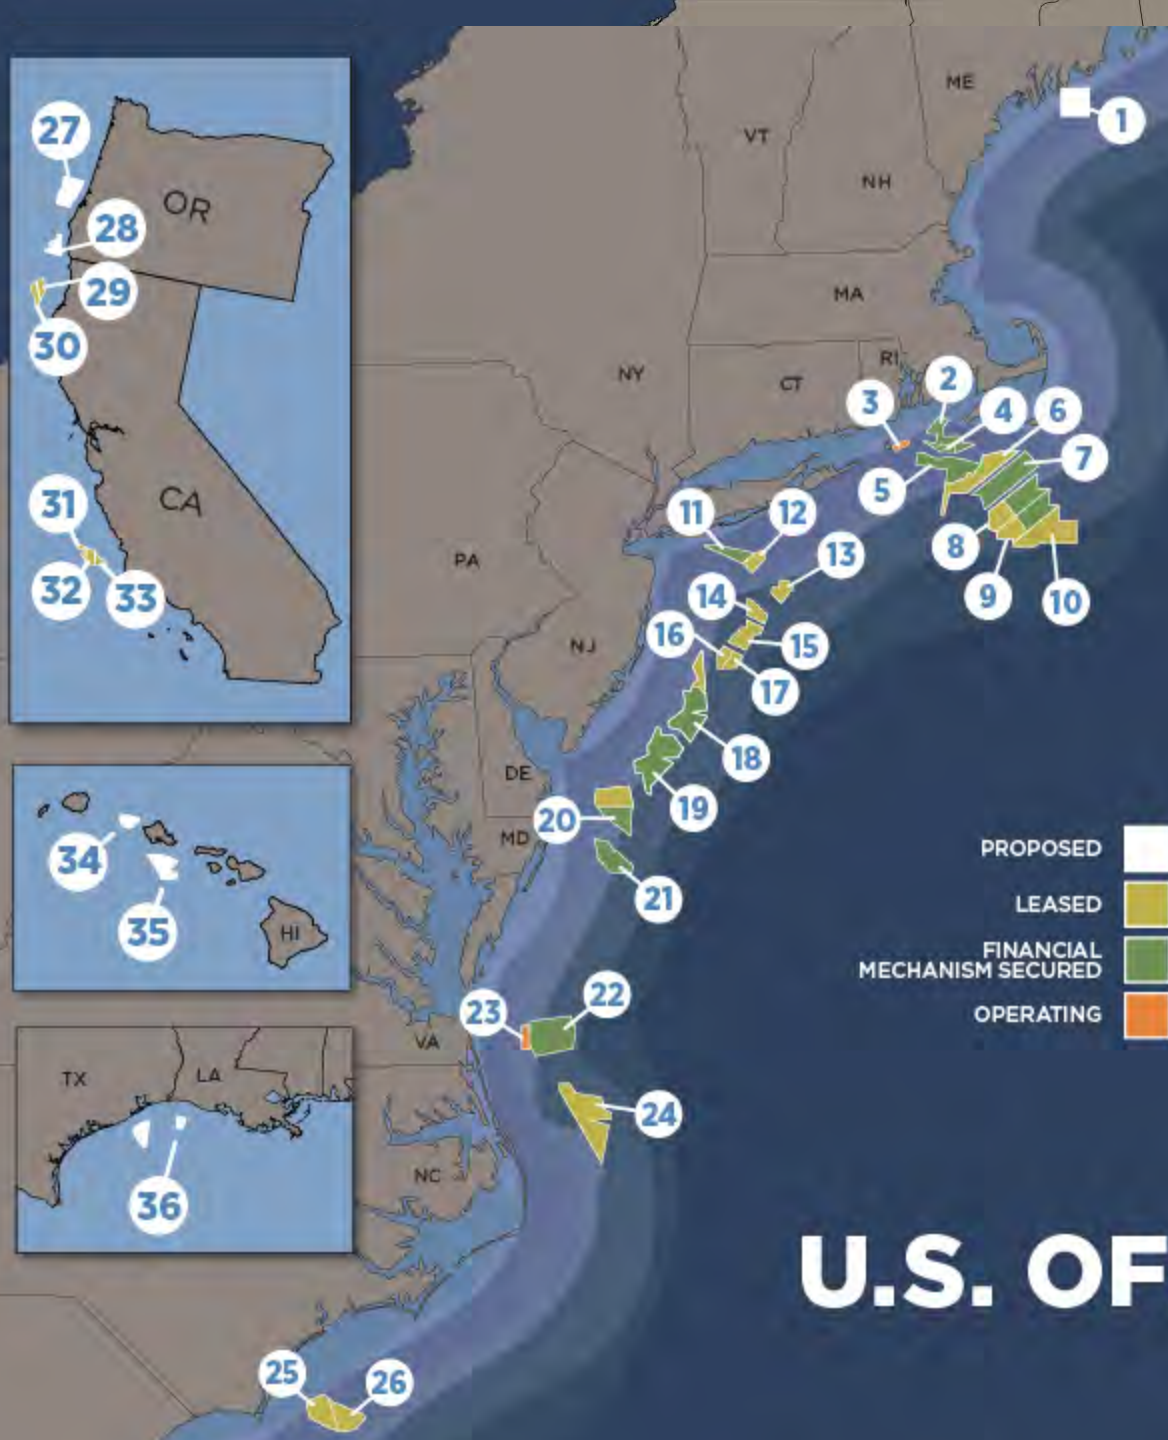 27
OR
28
29
30
31
CA
32
33
34
35
HI
TX
LA
36
ME
1
VT
NH
MA
NY
CT
RI
2
3
4
6
7
5
8
9
10
11
12
13
14
PA
16
15
NJ
17
18
DE
19
20
MD
21
22
23
VA
24
NC
25
26
PROPOSED
LEASED
FINANCIAL
MECHANISM SECURED
OPERATING
U.S. OF